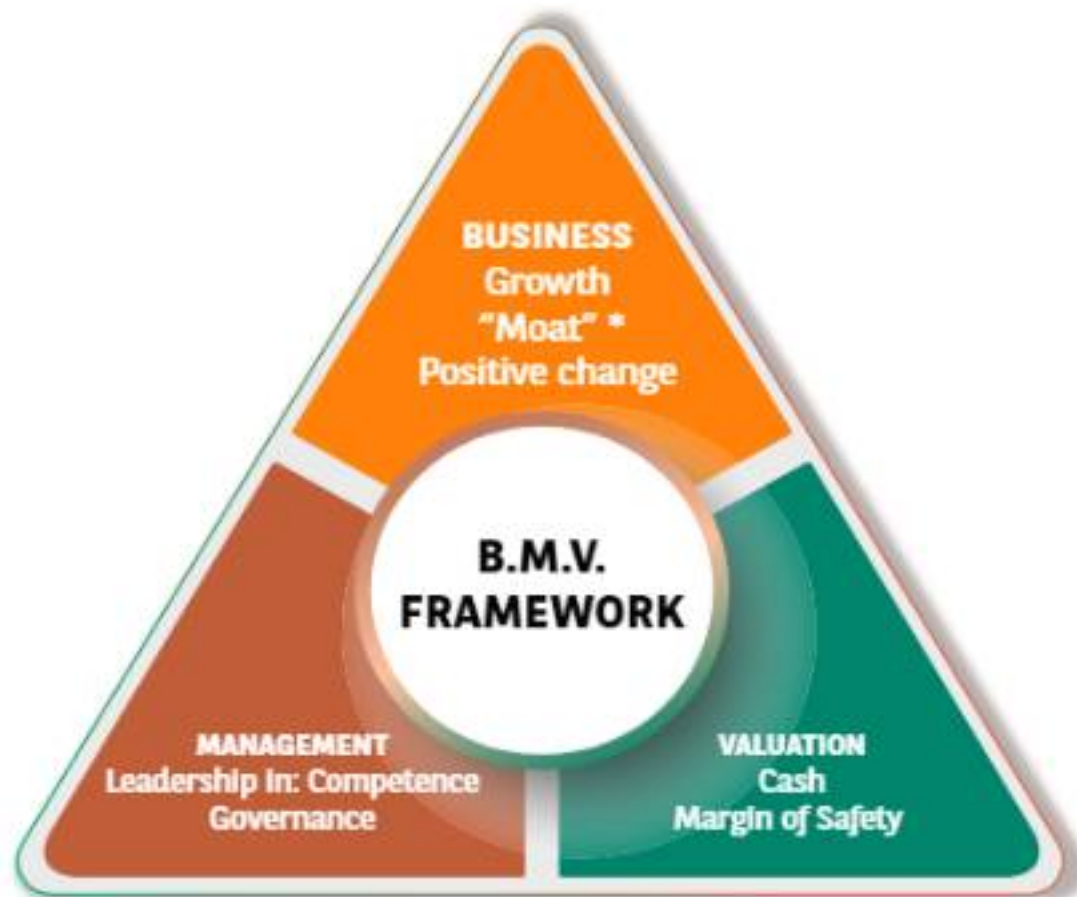 BUSINESS
Growth
“Moat” *
Positive change
B.M.V.
FRAMEWORK
MANAGEMENT
Leadership in: Competence
Governance
VALUATION
Cash
Margin of Safety